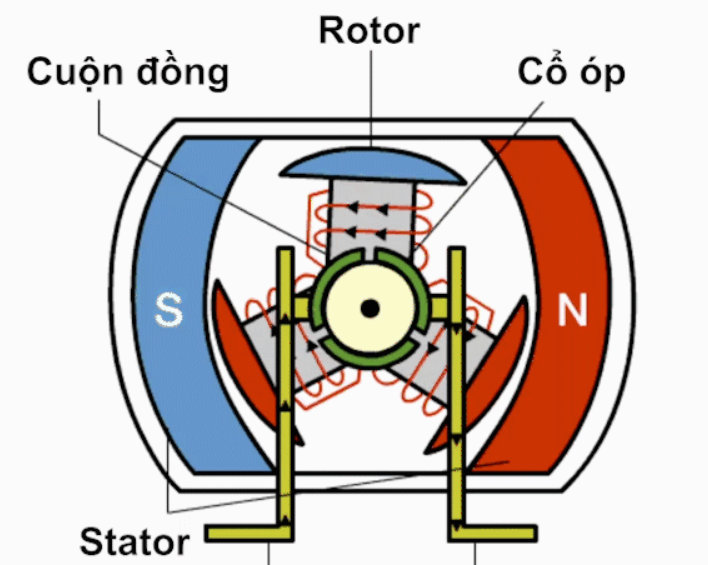 Rotor
Cuộn đồng
Cổ óp
S
N
Stator